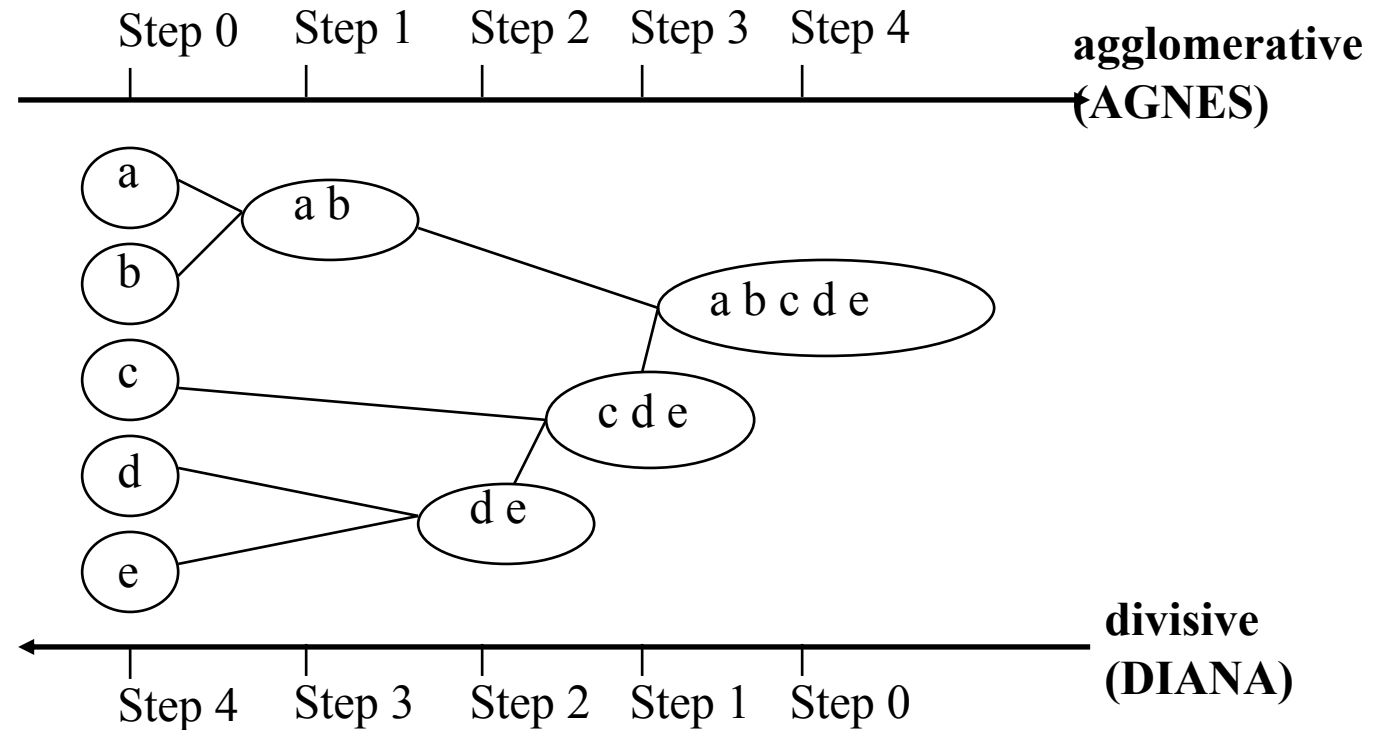 Step 0 Step 1 Step 2 Step 3 Step 4
agglomerative
(AGNES)
a
a b
b
a b c d e
c
c d e
d
d e
e
divisive
(DIANA)
Step 4 Step 3 Step 2 Step 1 Step 0